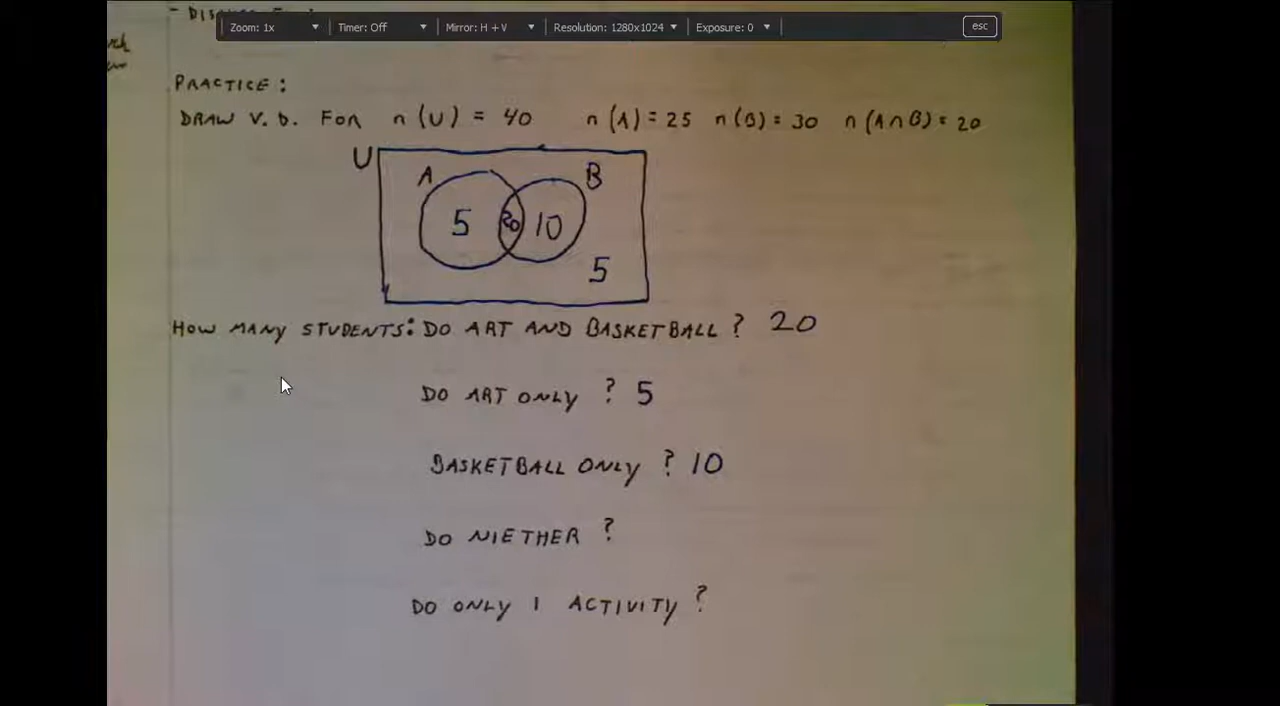 Zoom: 1x Timer: Off Mirror: H + V Resolution: 1280x1024 Exposure: 0 esc
PRACTICE:
DRAW V. D. FOR n(U) = 40 n(A) = 25 n(B) = 30 n(A∩B) = 20
U
A B
5 20 10
5
HOW MANY STUDENTS: DO ART AND BASKETBALL? 20
DO ART ONLY? 5
BASKETBALL ONLY? 10
DO NIETHER?
DO ONLY 1 ACTIVITY?